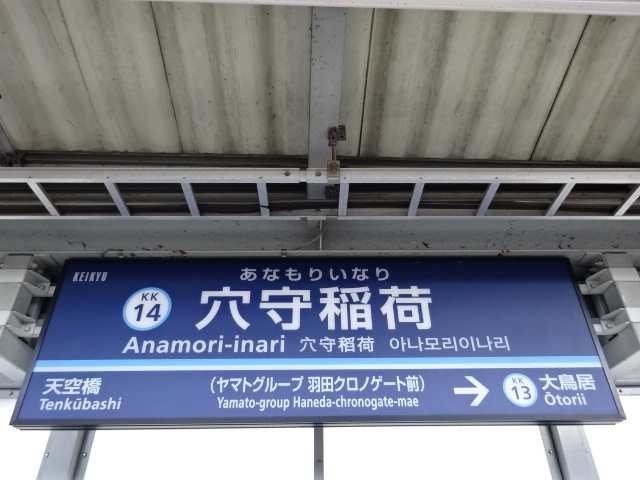 KEIKYU
あなもりいなり
KK
14
穴守稲荷
Anamori-inari 穴守稻荷 아나모리이나리
天空橋
Tenkūbashi
(ヤマトグループ 羽田クロノゲート前)
Yamato-group Haneda-chronogate-mae
→
KK
13
大鳥居
Ōtorii